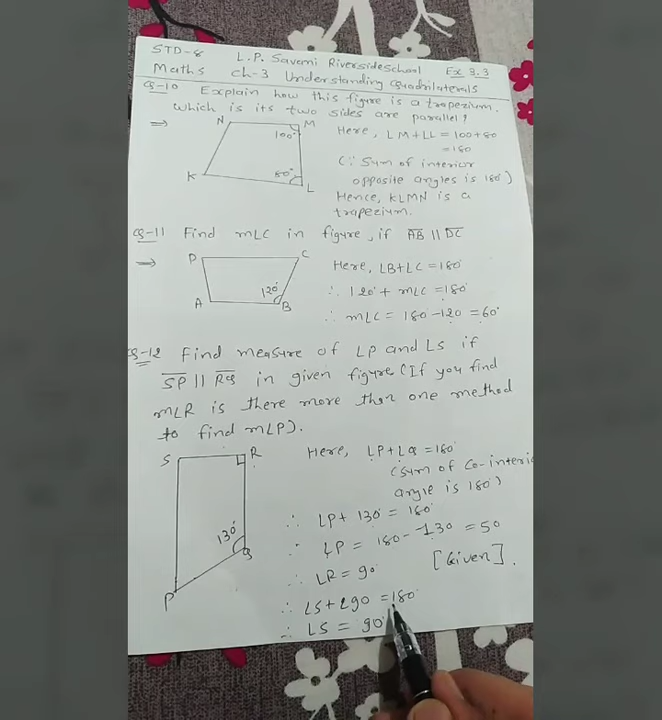 STD-8 L.P. Savani Riverside School Ex 3.3
Maths Ch-3 Understanding Quadrilaterals
Q-10 Explain how this figure is a trapezium.
Which is its two sides are parallel?
⇒ N M Here, ∠M+∠L = 100+80
100° = 180
(∵ Sum of interior
K 80° L opposite angles is 180°)
Hence, KLMN is a
trapezium.
Q-11 Find m∠C in figure, if AB || DC
⇒ D C Here, ∠B+∠C = 180°
A 120° B ∴ 120° + m∠C = 180°
∴ m∠C = 180-120 = 60°
Q-12 Find measure of ∠P and ∠S if
SP || RQ in given figure (If you find
m∠R is there more than one method
to find m∠P).
S R Here, ∠P+∠Q = 180°
(Sum of Co-interio
angle is 180°)
130° Q ∴ ∠P+ 130° = 180°
∴ ∠P = 180-130 = 50
P ∴ ∠R = 90 [Given].
∴ ∠S+∠90 = 180°
∴ ∠S = 90°